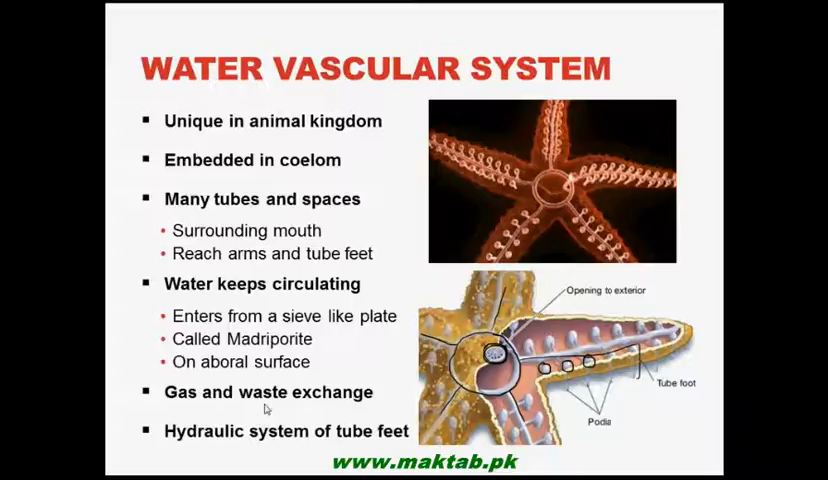 WATER VASCULAR SYSTEM
Unique in animal kingdom
Embedded in coelom
Many tubes and spaces
Surrounding mouth
Reach arms and tube feet
Water keeps circulating
Enters from a sieve like plate
Called Madriporite
On aboral surface
Gas and waste exchange
Hydraulic system of tube feet
Opening to exterior
Tube foot
Podia
www.maktab.pk